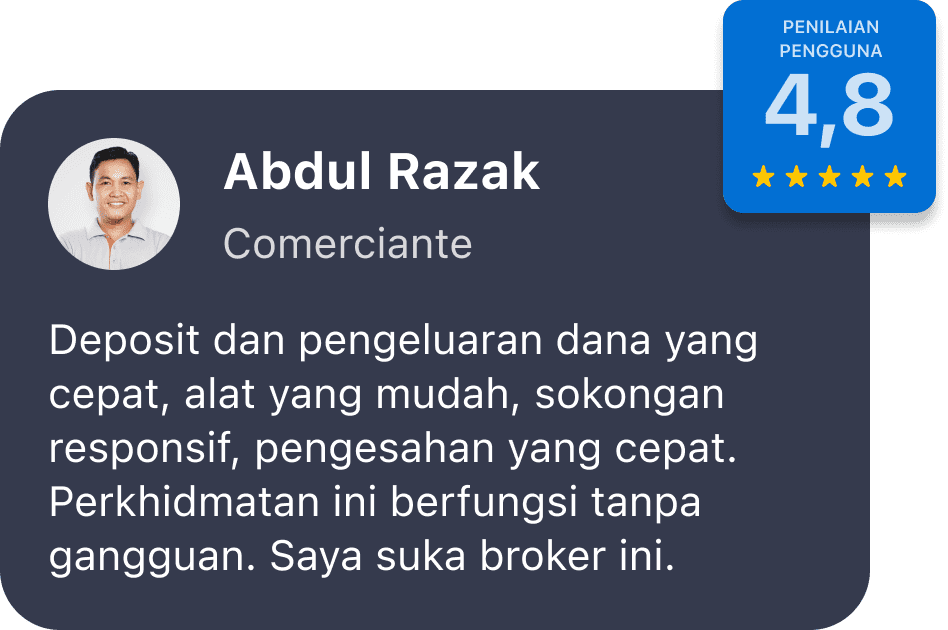 PENILAIAN
PENGGUNA
4,8
Abdul Razak
Comerciante
Deposit dan pengeluaran dana yang
cepat, alat yang mudah, sokongan
responsif, pengesahan yang cepat.
Perkhidmatan ini berfungsi tanpa
gangguan. Saya suka broker ini.